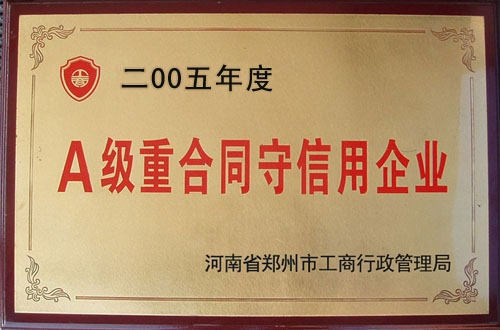 二00五年度
A级重合同守信用企业
河南省郑州市工商行政管理局